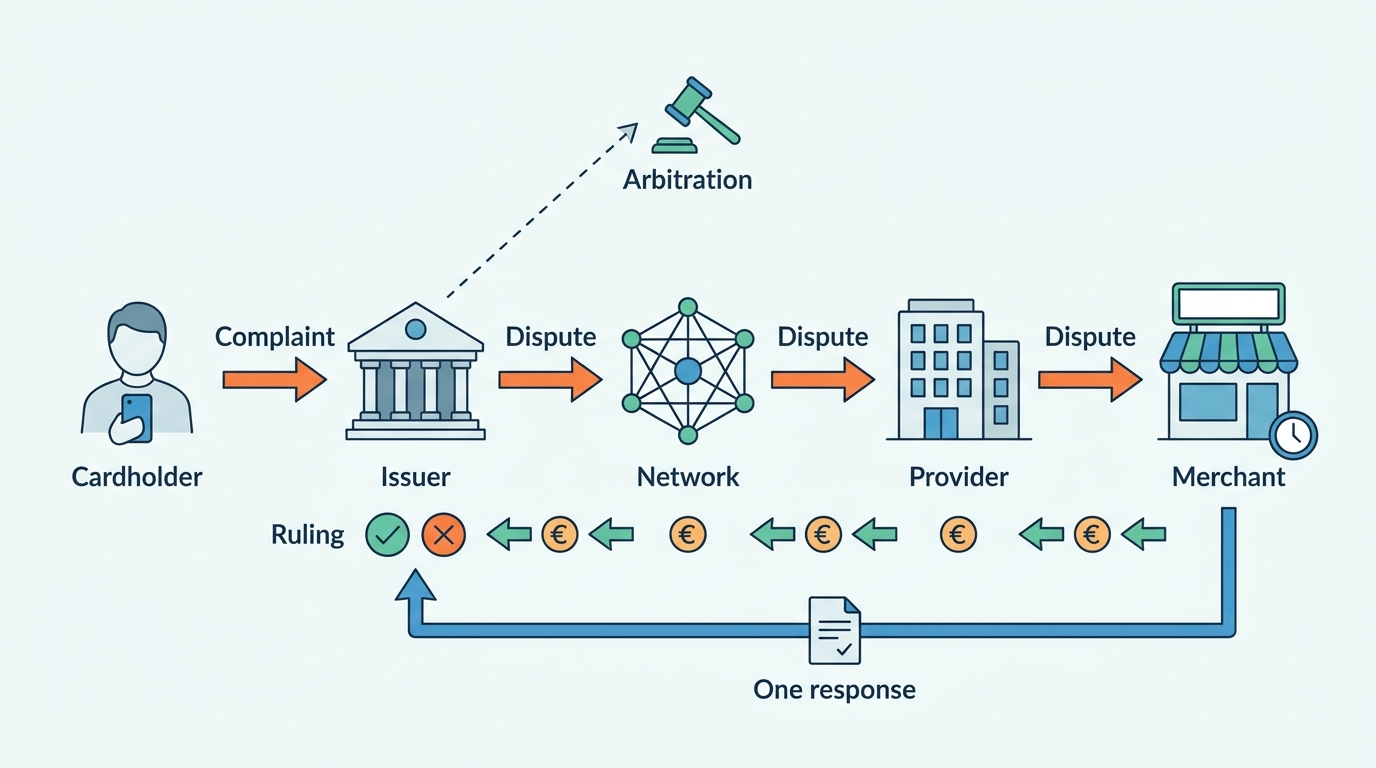 Arbitration
Complaint
Dispute
Dispute
Dispute
Cardholder
Issuer
Network
Provider
Merchant
Ruling
€
€
€
€
€
One response